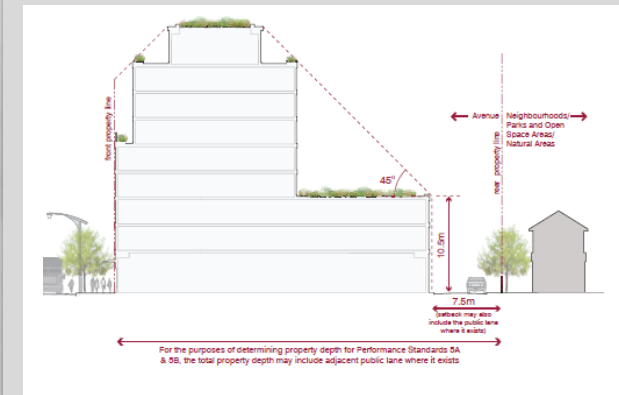 front property line
Avenue
Neighbourhoods/
Parks and Open
Space Areas/
Natural Areas
rear property line
45°
10.5m
7.5m
(setback may also
include the public lane
where it exists)
For the purposes of determining property depth for Performance Standards 5A
& 5B, the total property depth may include adjacent public lane where it exists